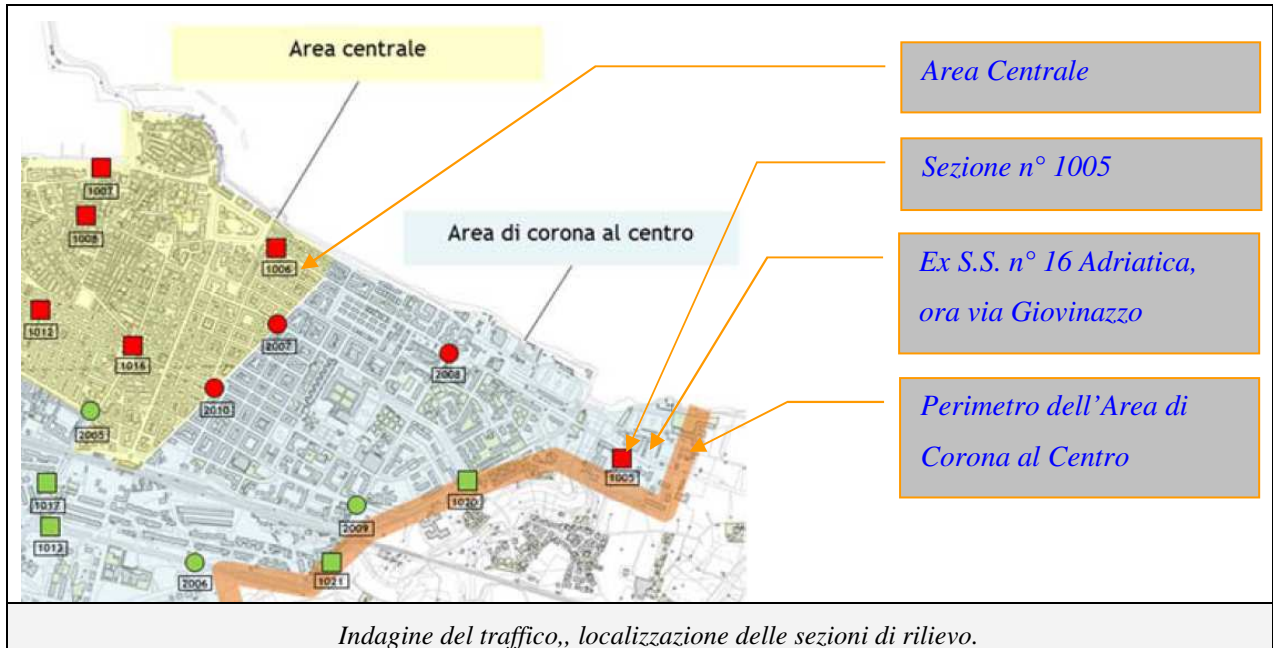 Area centrale
Area di corona al centro
1007
1008
1006
1012
1016
2007
2008
2010
2005
1005
1017
1020
1013
2009
2006
1021
Area Centrale
Sezione n° 1005
Ex S.S. n° 16 Adriatica,
ora via Giovinazzo
Perimetro dell'Area di
Corona al Centro
Indagine del traffico,, localizzazione delle sezioni di rilievo.